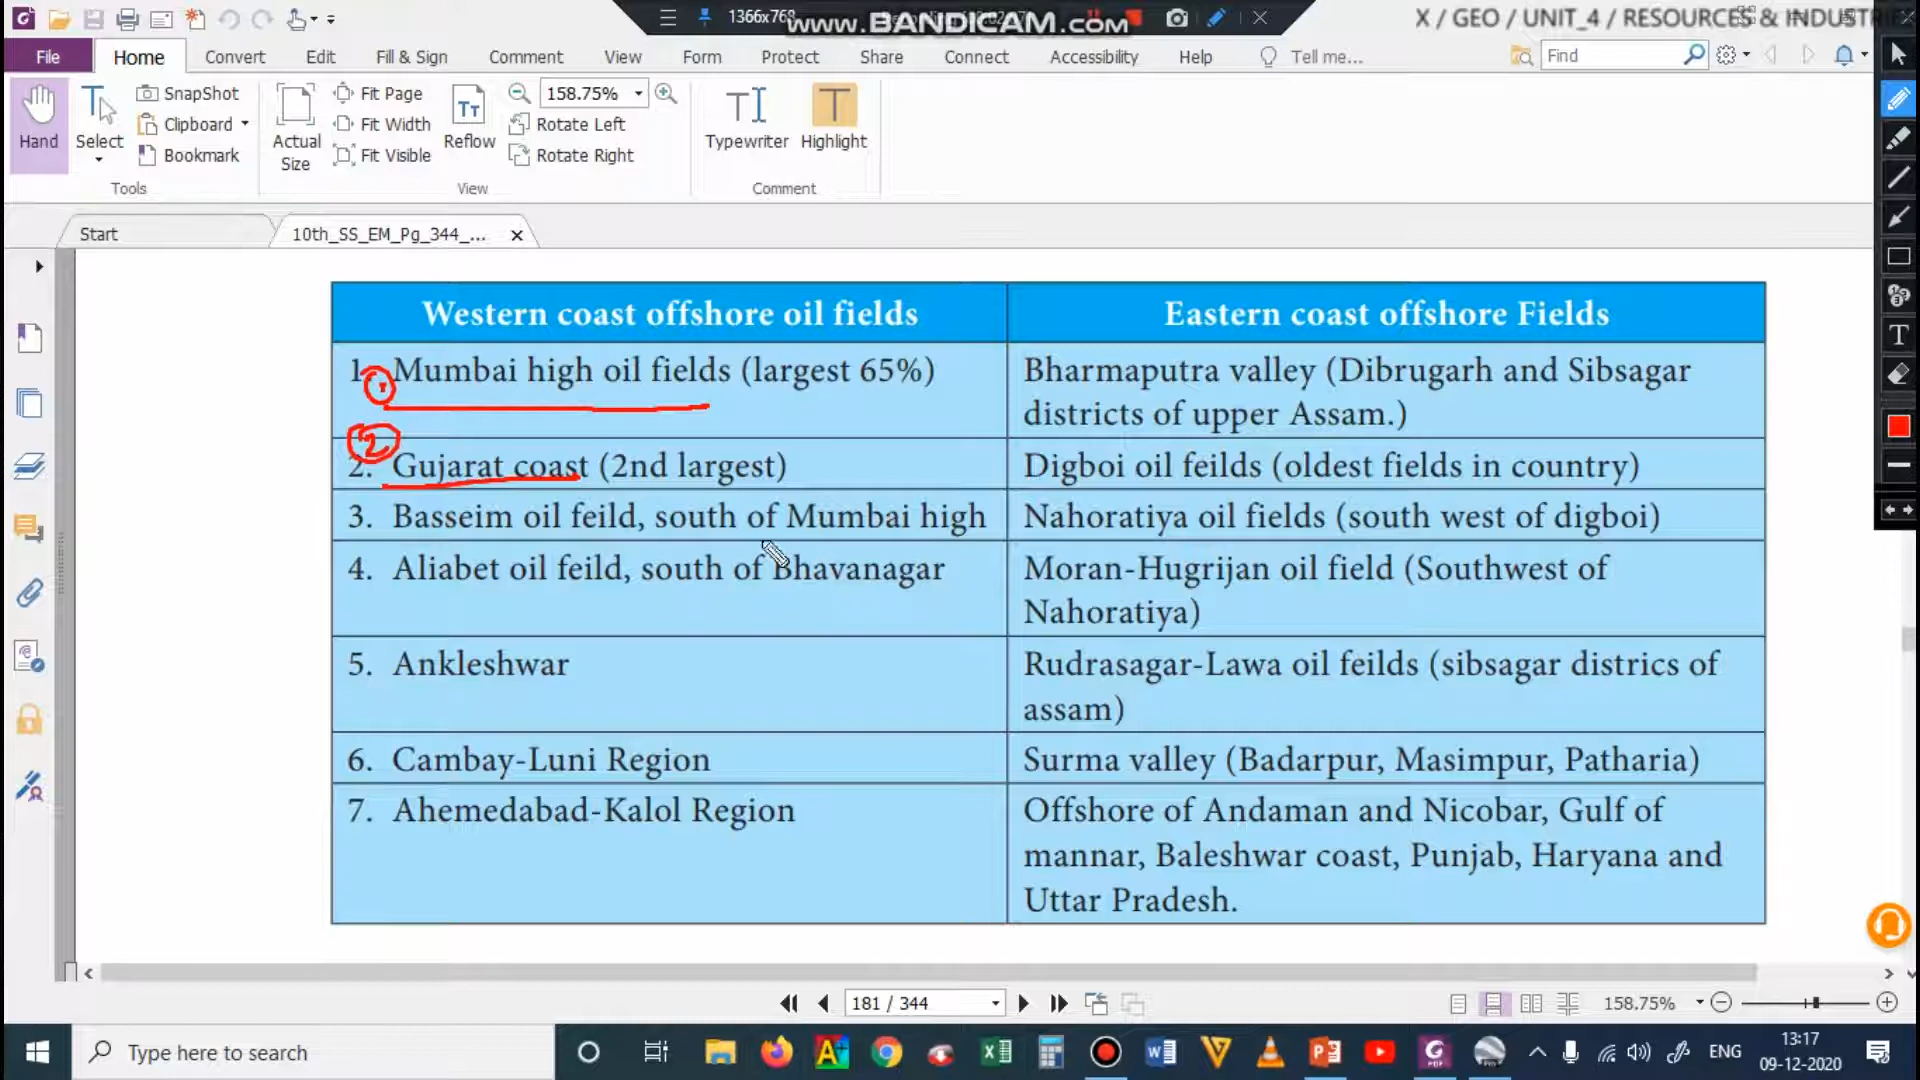 1366x768
www.BANDICAM.com
X / GEO / UNIT_4 / RESOURCES & INDUSTRIES
File Home Convert Edit Fill & Sign Comment View Form Protect Share Connect Accessibility Help Tell me... Find
Hand
Select
SnapShot
Clipboard
Bookmark
Actual Size
Fit Page
Fit Width
Fit Visible
Reflow
158.75%
Rotate Left
Rotate Right
Typewriter
Highlight
Tools View Comment
Start 10th_SS_EM_Pg_344_...
Western coast offshore oil fields Eastern coast offshore Fields
1. Mumbai high oil fields (largest 65%) Bharmaputra valley (Dibrugarh and Sibsagar
districts of upper Assam.)
2
2. Gujarat coast (2nd largest) Digboi oil feilds (oldest fields in country)
3. Basseim oil feild, south of Mumbai high Nahoratiya oil fields (south west of digboi)
4. Aliabet oil feild, south of Bhavanagar Moran-Hugrijan oil field (Southwest of
Nahoratiya)
5. Ankleshwar Rudrasagar-Lawa oil feilds (sibsagar districs of
assam)
6. Cambay-Luni Region Surma valley (Badarpur, Masimpur, Patharia)
7. Ahemedabad-Kalol Region Offshore of Andaman and Nicobar, Gulf of
mannar, Baleshwar coast, Punjab, Haryana and
Uttar Pradesh.
181 / 344 158.75%
Type here to search ENG 13:17
09-12-2020